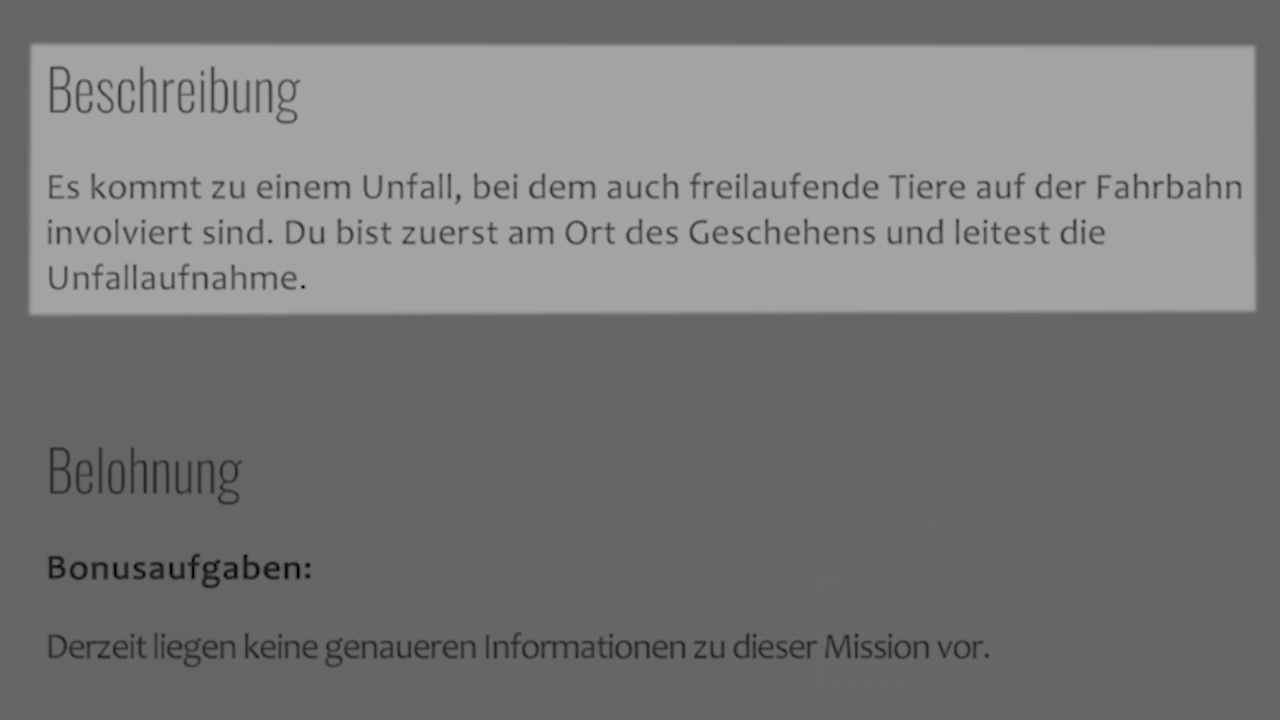 Beschreibung
Es kommt zu einem Unfall, bei dem auch freilaufende Tiere auf der Fahrbahn
involviert sind. Du bist zuerst am Ort des Geschehens und leitest die
Unfallaufnahme.
Belohnung
Bonusaufgaben:
Derzeit liegen keine genaueren Informationen zu dieser Mission vor.